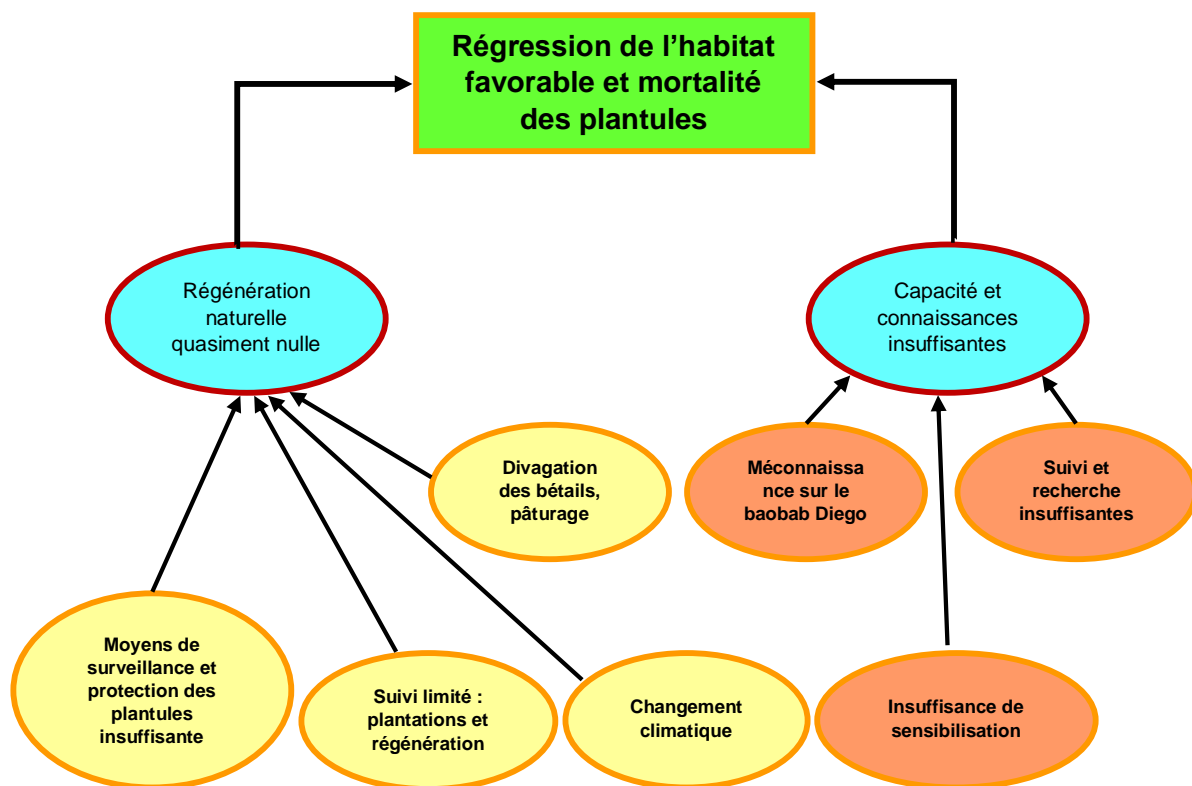 Régression de l’habitat
favorable et mortalité
des plantules
Régénération
naturelle
quasiment nulle
Capacité et
connaissances
insuffisantes
Divagation
des bétails,
pâturage
Méconnaissa
nce sur le
baobab Diego
Suivi et
recherche
insuffisantes
Moyens de
surveillance et
protection des
plantules
insuffisante
Suivi limité :
plantations et
régénération
Changement
climatique
Insuffisance de
sensibilisation